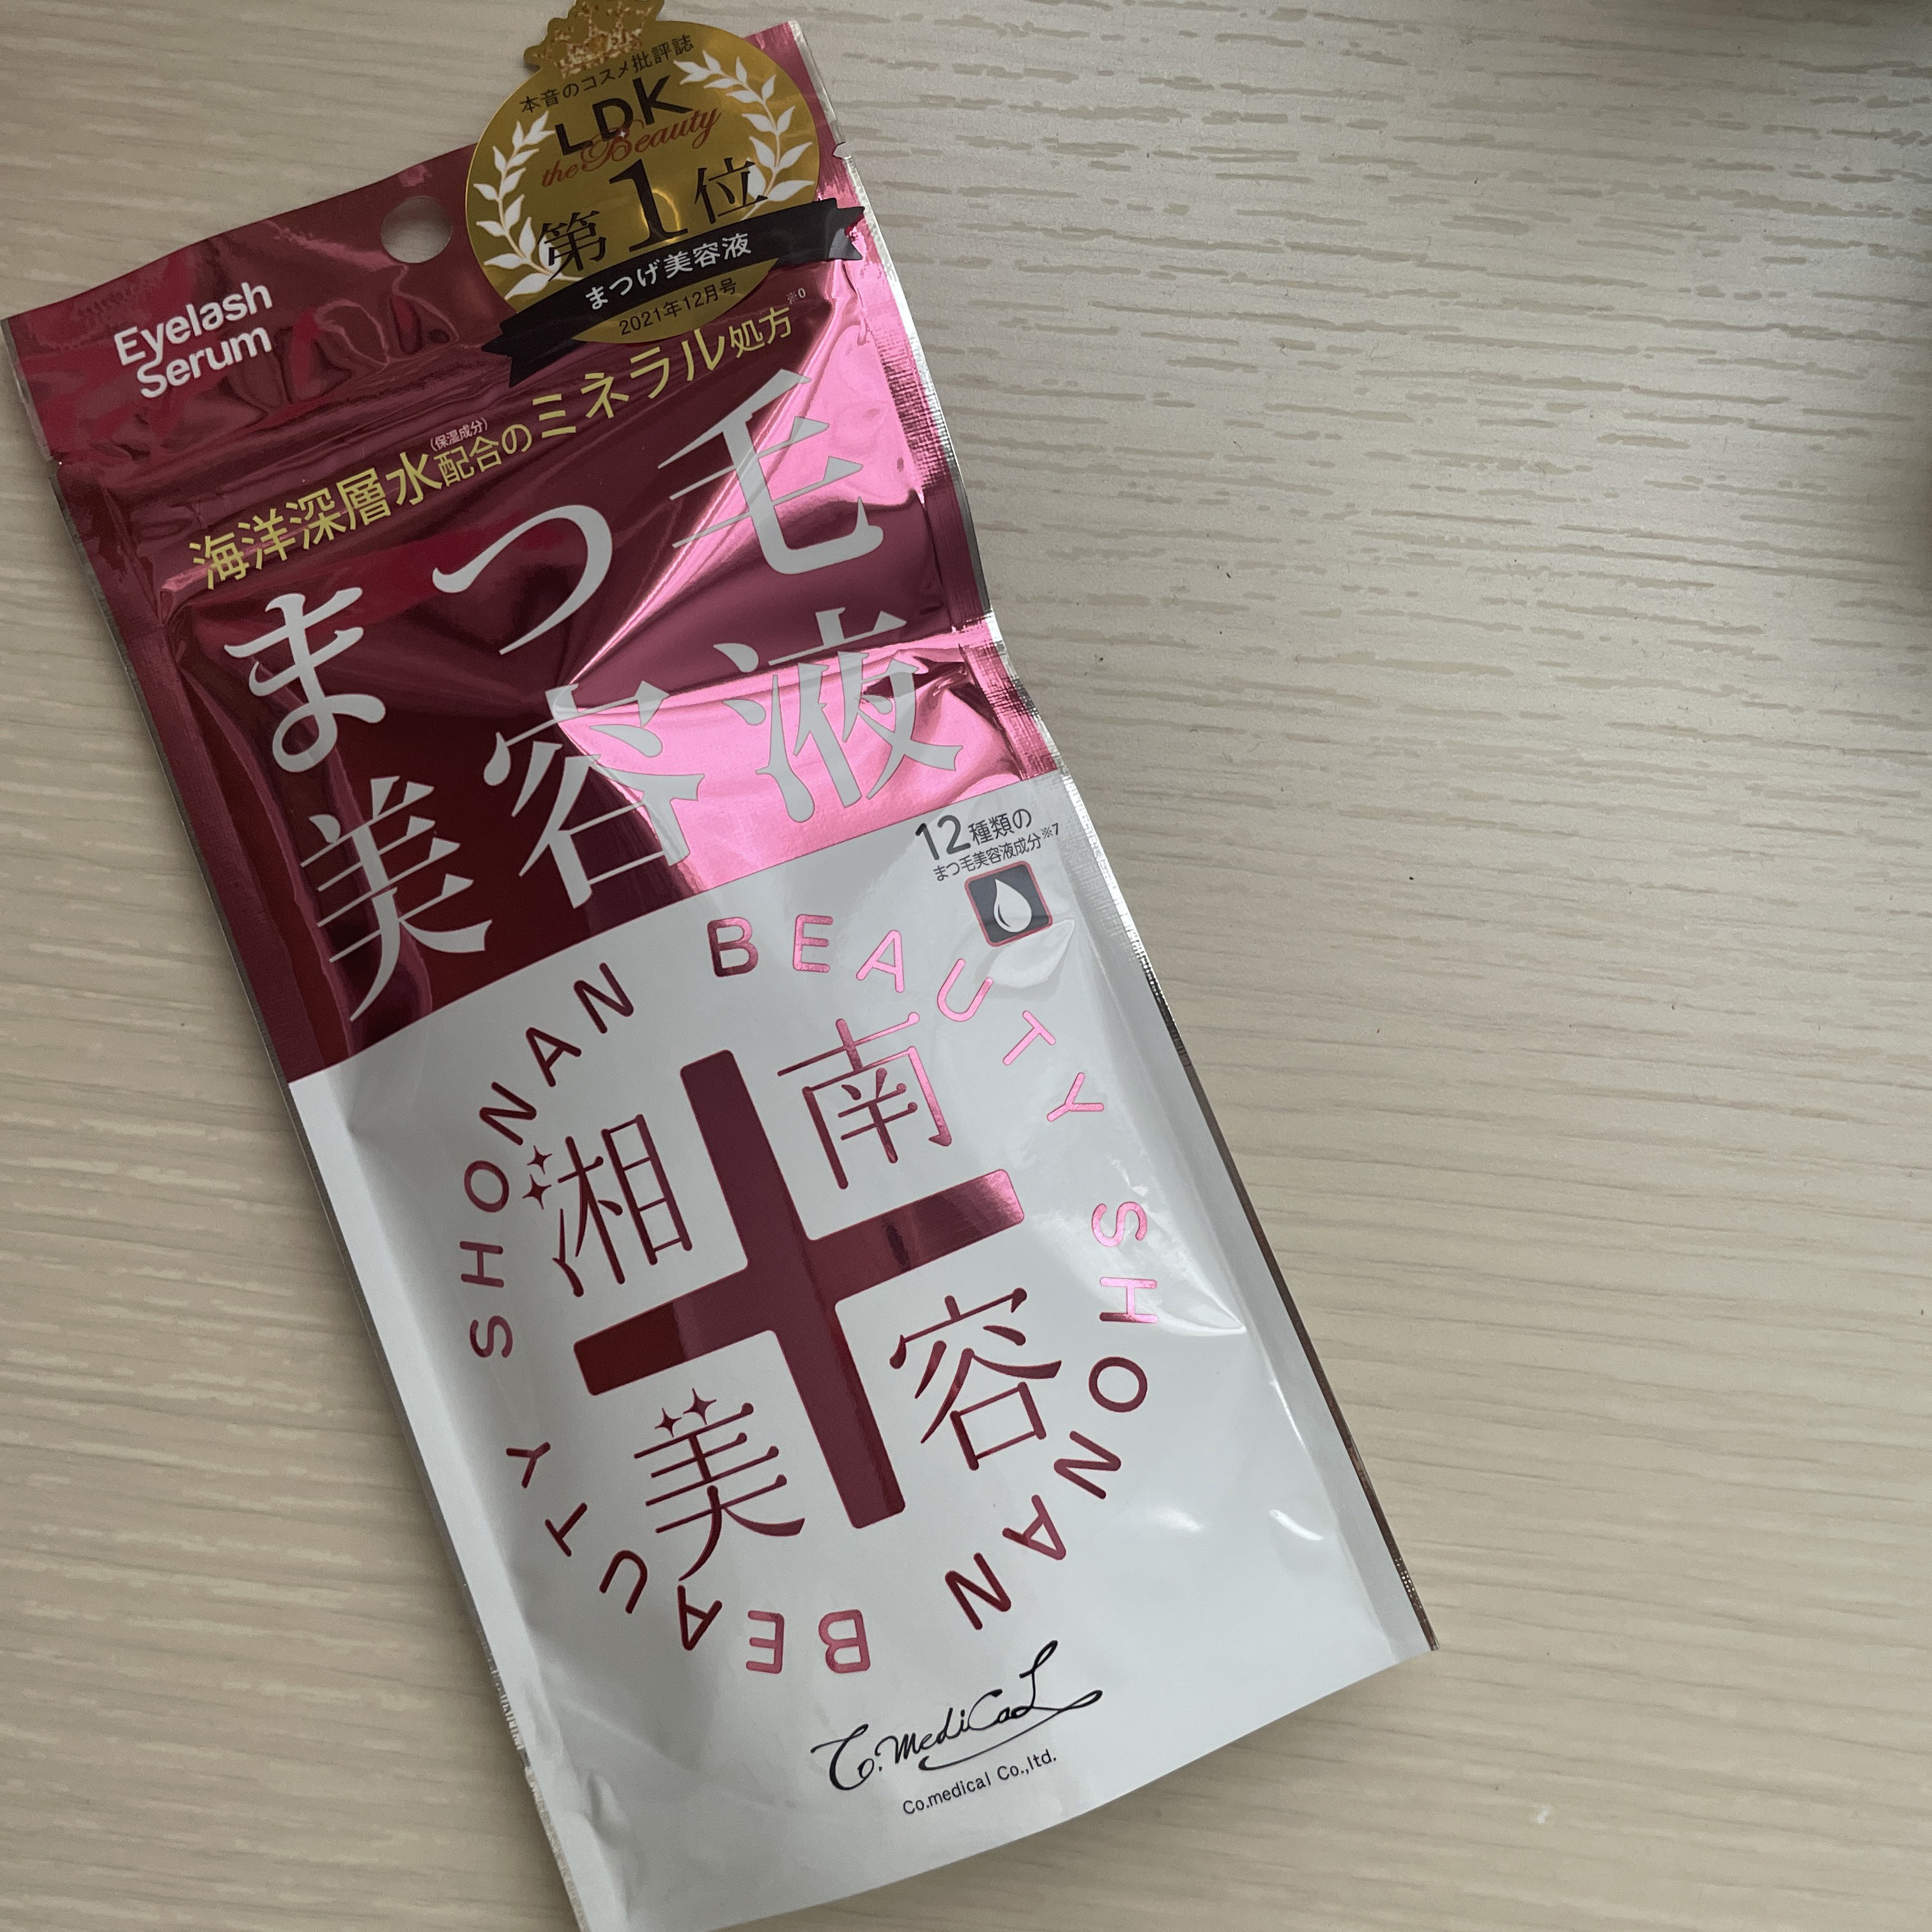 本音のコスメ批評誌
LDK
the Beauty
第1位
まつげ美容液
2021年12月号
Eyelash
Serum
海洋深層水(保湿成分)配合のミネラル処方※0
まつ毛
美容液
12種類の
まつ毛美容液成分※7
SHONAN BEAUTY SHONAN BEAUTY
湘南
美容
C.medical
Co.medical Co.,ltd.